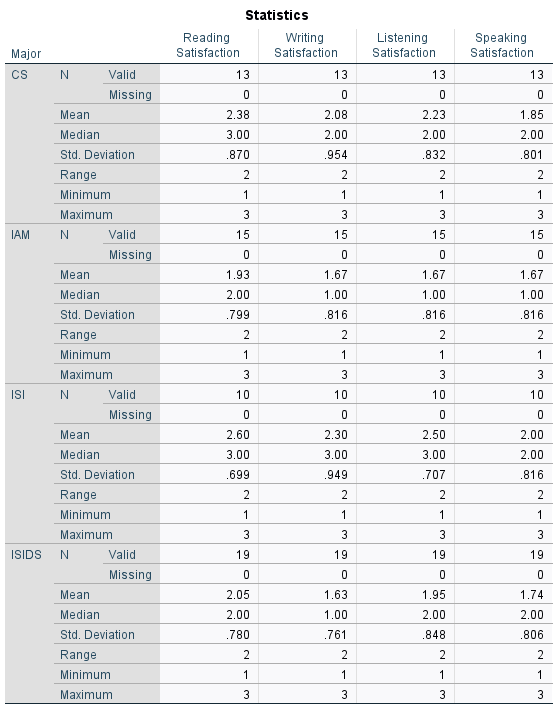 Statistics
Major Reading Satisfaction Writing Satisfaction Listening Satisfaction Speaking Satisfaction
CS N Valid 13 13 13 13
Missing 0 0 0 0
Mean 2.38 2.08 2.23 1.85
Median 3.00 2.00 2.00 2.00
Std. Deviation .870 .954 .832 .801
Range 2 2 2 2
Minimum 1 1 1 1
Maximum 3 3 3 3
IAM N Valid 15 15 15 15
Missing 0 0 0 0
Mean 1.93 1.67 1.67 1.67
Median 2.00 1.00 1.00 1.00
Std. Deviation .799 .816 .816 .816
Range 2 2 2 2
Minimum 1 1 1 1
Maximum 3 3 3 3
ISI N Valid 10 10 10 10
Missing 0 0 0 0
Mean 2.60 2.30 2.50 2.00
Median 3.00 3.00 3.00 2.00
Std. Deviation .699 .949 .707 .816
Range 2 2 2 2
Minimum 1 1 1 1
Maximum 3 3 3 3
ISIDS N Valid 19 19 19 19
Missing 0 0 0 0
Mean 2.05 1.63 1.95 1.74
Median 2.00 1.00 2.00 2.00
Std. Deviation .780 .761 .848 .806
Range 2 2 2 2
Minimum 1 1 1 1
Maximum 3 3 3 3